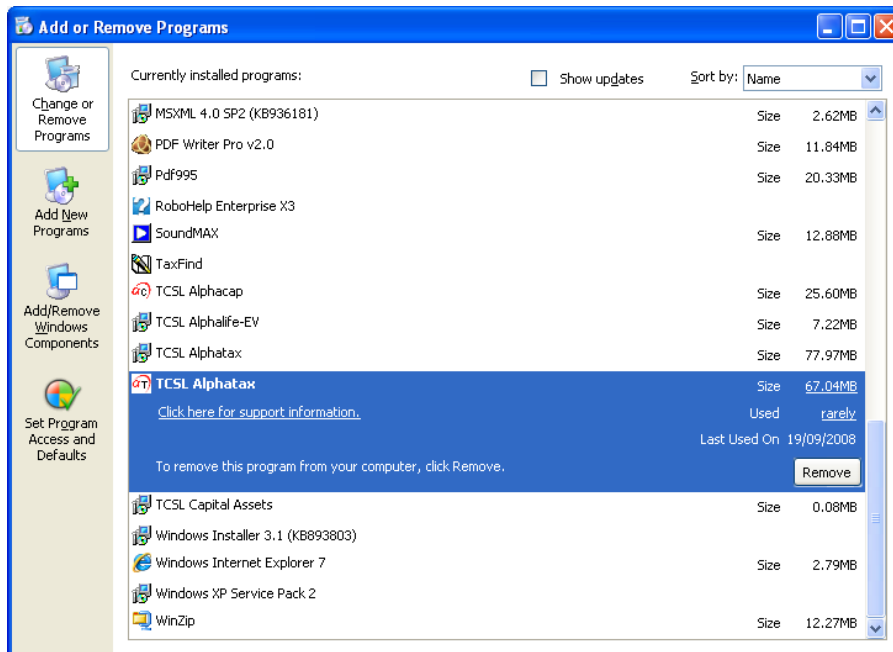 Add or Remove Programs
Change or
Remove
Programs
Add New
Programs
Add/Remove
Windows
Components
Set Program
Access and
Defaults
Currently installed programs:
Show updates
Sort by: Name
MSXML 4.0 SP2 (KB936181) Size 2.62MB
PDF Writer Pro v2.0 Size 11.84MB
Pdf995 Size 20.33MB
RoboHelp Enterprise X3
SoundMAX Size 12.88MB
TaxFind
TCSL Alphacap Size 25.60MB
TCSL Alphalife-EV Size 7.22MB
TCSL Alphatax Size 77.97MB
TCSL Alphatax Size 67.04MB
Click here for support information. Used rarely
Last Used On 19/09/2008
To remove this program from your computer, click Remove. Remove
TCSL Capital Assets Size 0.08MB
Windows Installer 3.1 (KB893803)
Windows Internet Explorer 7 Size 2.79MB
Windows XP Service Pack 2
WinZip Size 12.27MB